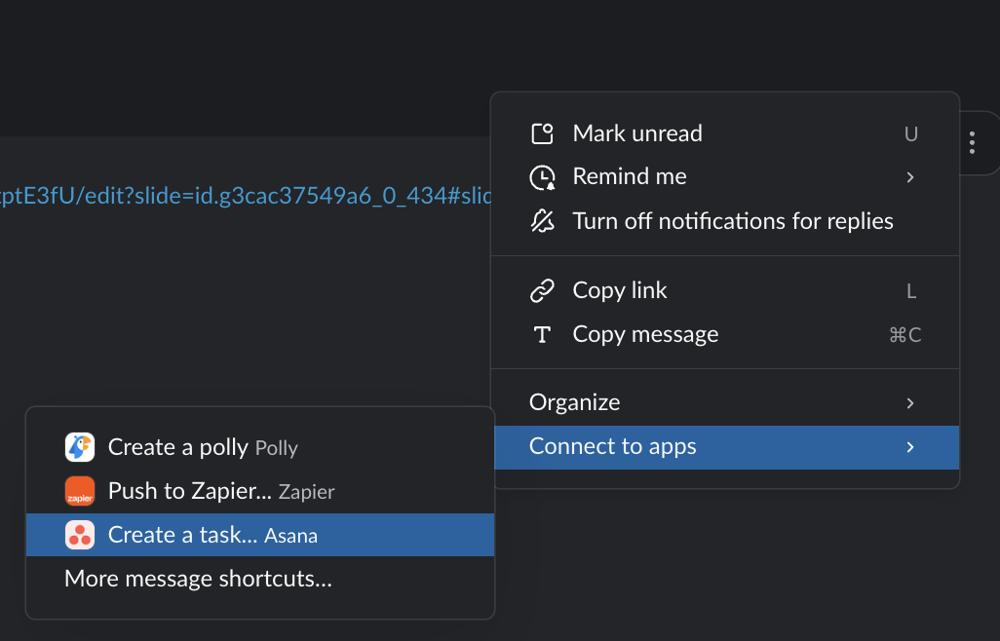 Mark unread U
Remind me
ptE3fU/edit?slide=id.g3cac37549a6_0_434#slid
Turn off notifications for replies
Copy link L
Copy message ⌘C
Organize
Connect to apps
Create a polly Polly
Push to Zapier... Zapier
zapier
Create a task... Asana
More message shortcuts...